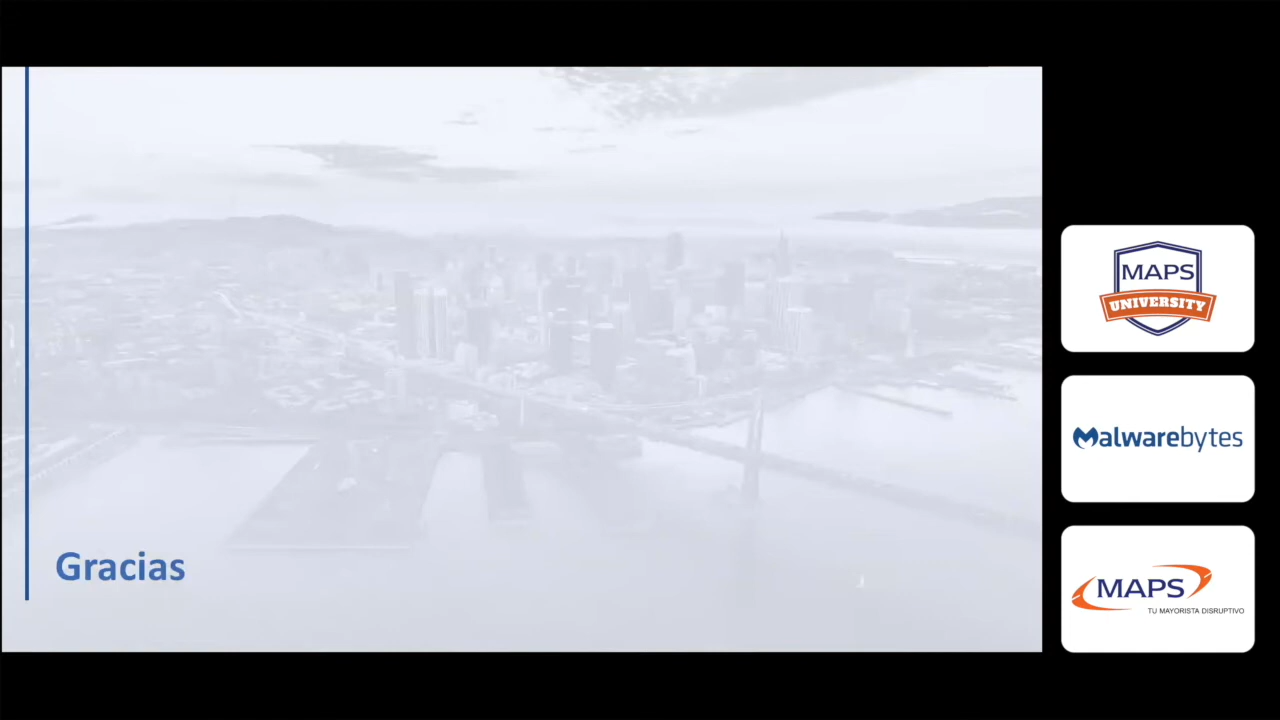 Gracias
MAPS
UNIVERSITY
Malwarebytes
MAPS
TU MAYORISTA DISRUPTIVO